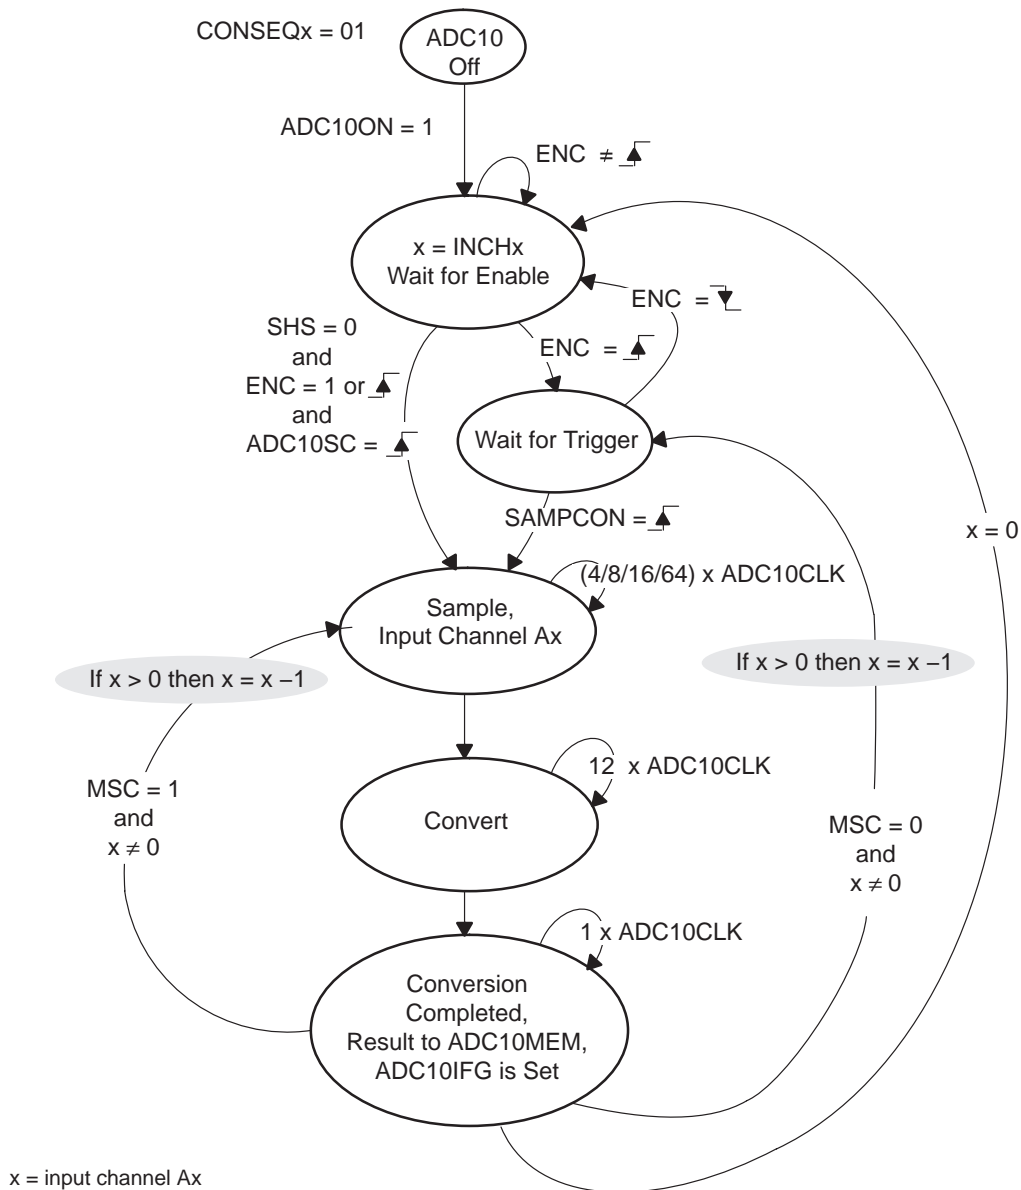 CONSEQx = 01
ADC10
Off
ADC10ON = 1
ENC ≠
x = INCHx
Wait for Enable
ENC =
SHS = 0
and
ENC = 1 or
and
ADC10SC =
ENC =
Wait for Trigger
SAMPCON =
x = 0
(4/8/16/64) x ADC10CLK
Sample,
Input Channel Ax
If x > 0 then x = x −1
If x > 0 then x = x −1
12 x ADC10CLK
MSC = 1
and
x ≠ 0
Convert
MSC = 0
and
x ≠ 0
1 x ADC10CLK
Conversion
Completed,
Result to ADC10MEM,
ADC10IFG is Set
x = input channel Ax